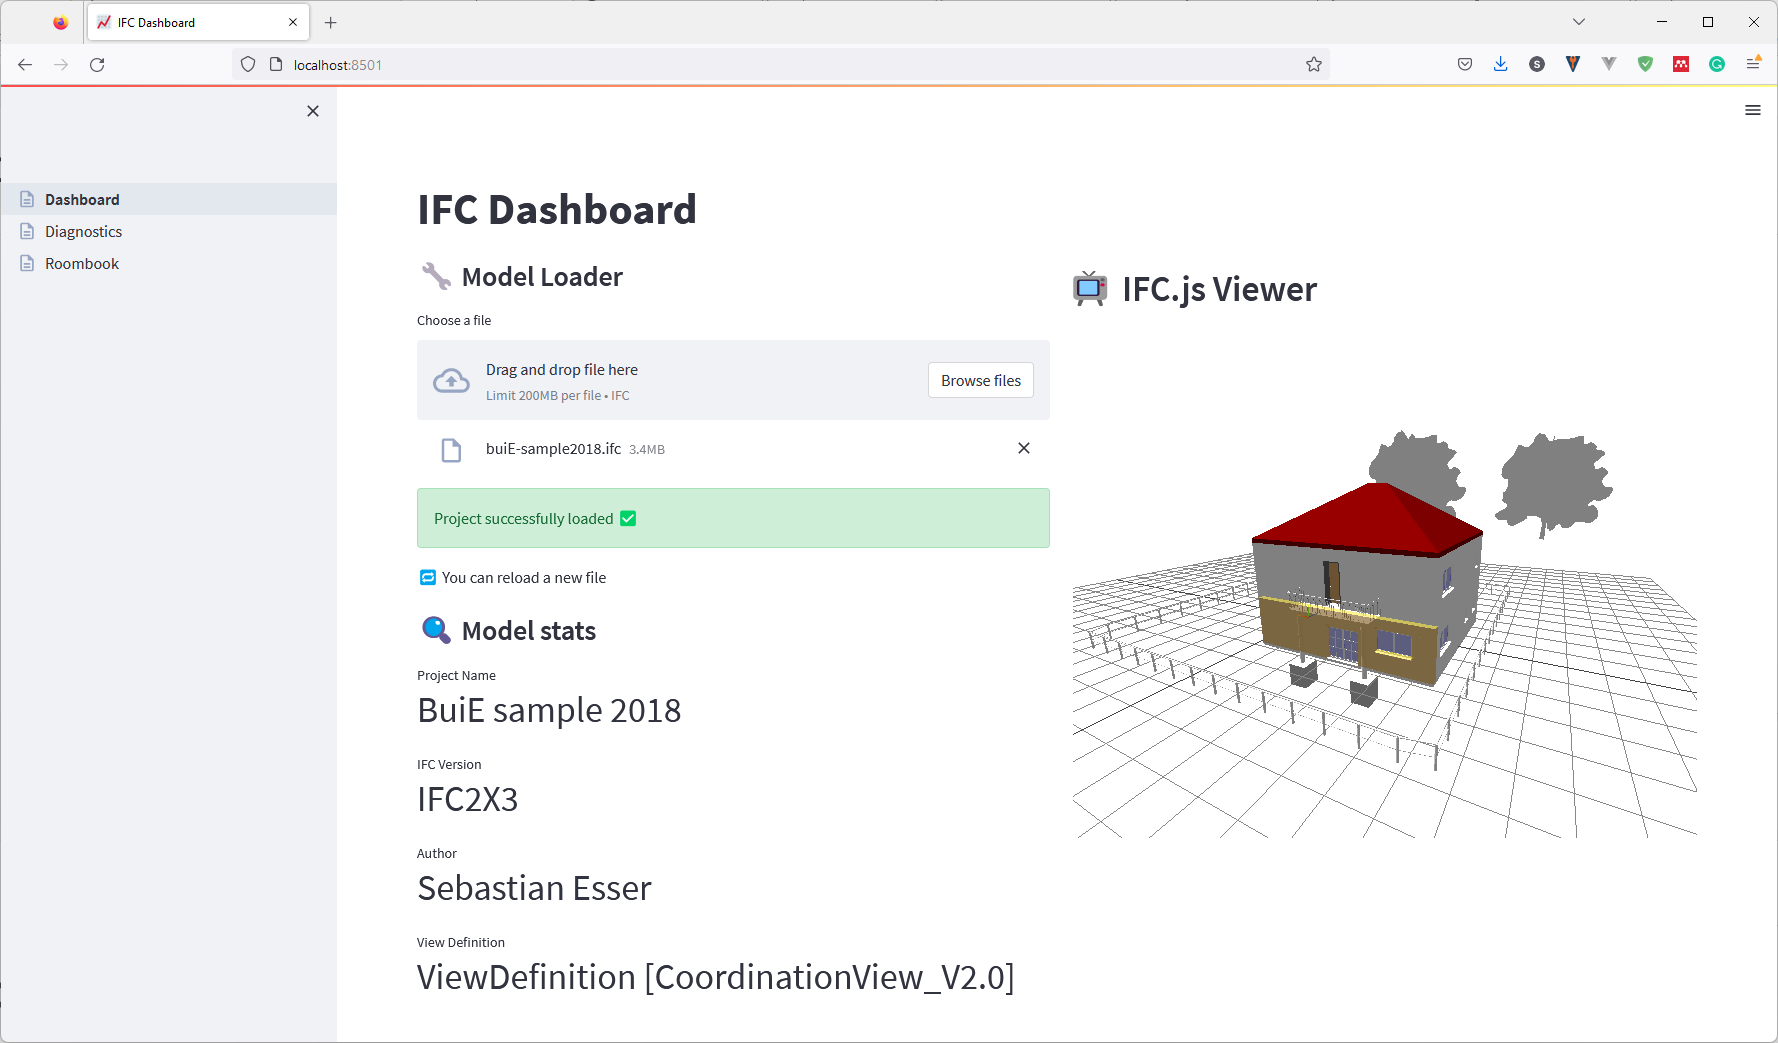 IFC Dashboard
localhost:8501
Dashboard
Diagnostics
Roombook
IFC Dashboard
Model Loader
Choose a file
Drag and drop file here
Limit 200MB per file • IFC
Browse files
buiE-sample2018.ifc 3.4MB
Project successfully loaded
You can reload a new file
Model stats
Project Name
BuiE sample 2018
IFC Version
IFC2X3
Author
Sebastian Esser
View Definition
ViewDefinition [CoordinationView_V2.0]
IFC.js Viewer